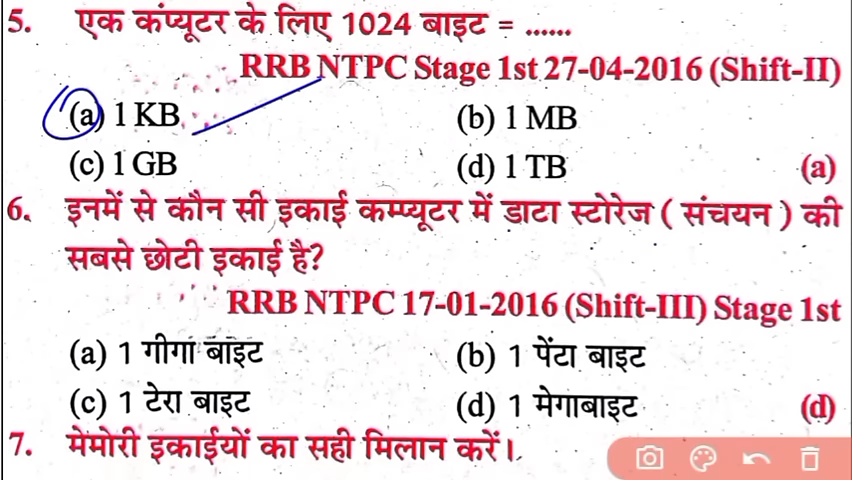 5. एक कंप्यूटर के लिए 1024 बाइट = ......
RRB NTPC Stage 1st 27-04-2016 (Shift-II)
(a) 1 KB (b) 1 MB
(c) 1 GB (d) 1 TB (a)
6. इनमें से कौन सी इकाई कम्प्यूटर में डाटा स्टोरेज ( संचयन ) की
सबसे छोटी इकाई है?
RRB NTPC 17-01-2016 (Shift-III) Stage 1st
(a) 1 गीगा बाइट (b) 1 पेंटा बाइट
(c) 1 टेरा बाइट (d) 1 मेगाबाइट (d)
7. मेमोरी इकाईयों का सही मिलान करें।